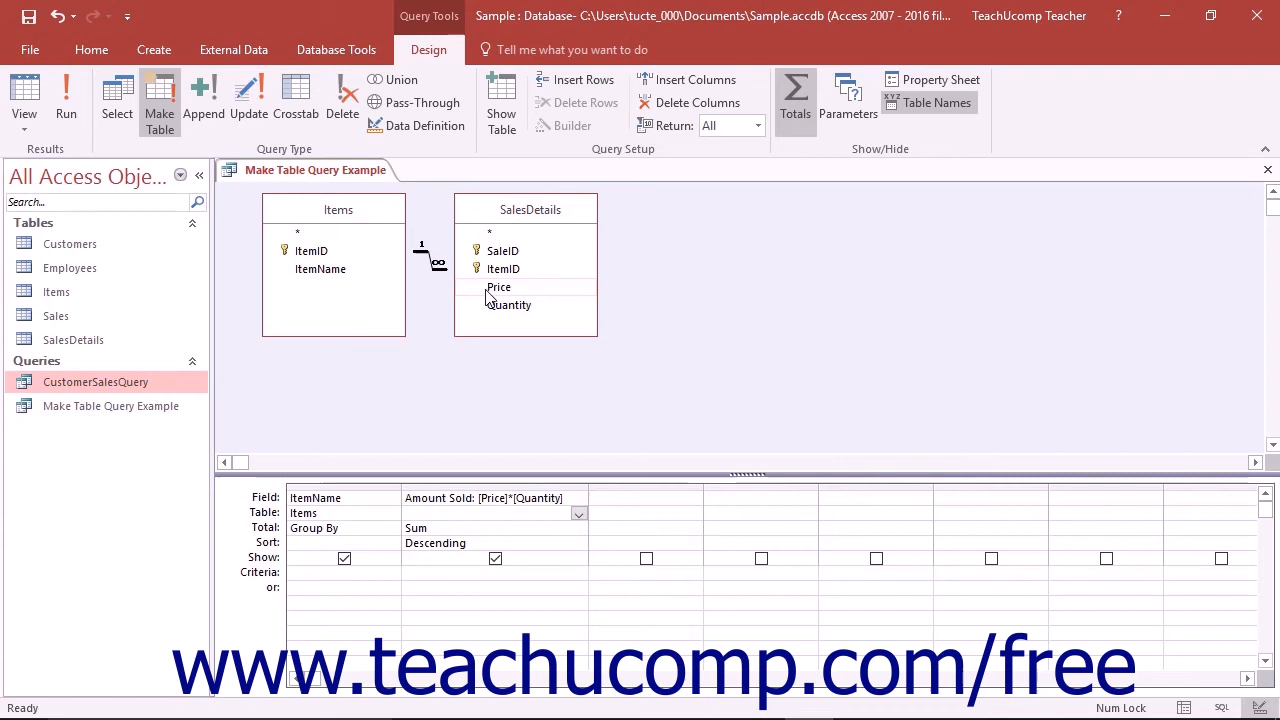 Query Tools
Sample : Database- C:\Users\tucte_000\Documents\Sample.accdb (Access 2007 - 2016 fil...
TeachUcomp Teacher
?
File
Home
Create
External Data
Database Tools
Design
Tell me what you want to do
View
Run
Results
Select
Make Table
Append
Update
Crosstab
Delete
Union
Pass-Through
Data Definition
Query Type
Show Table
Insert Rows
Delete Rows
Builder
Insert Columns
Delete Columns
Return: All
Query Setup
Totals
Parameters
Property Sheet
XYZ Table Names
Show/Hide
All Access Obje...
Search...
Tables
Customers
Employees
Items
Sales
SalesDetails
Queries
CustomerSalesQuery
Make Table Query Example
Make Table Query Example
Items
*
ItemID
ItemName
1
∞
SalesDetails
*
SaleID
ItemID
Price
Quantity
Field: ItemName Amount Sold: [Price]*[Quantity]
Table: Items
Total: Group By Sum
Sort: Descending
Show:
Criteria:
or:
www.teachucomp.com/free
Ready
Num Lock
SQL